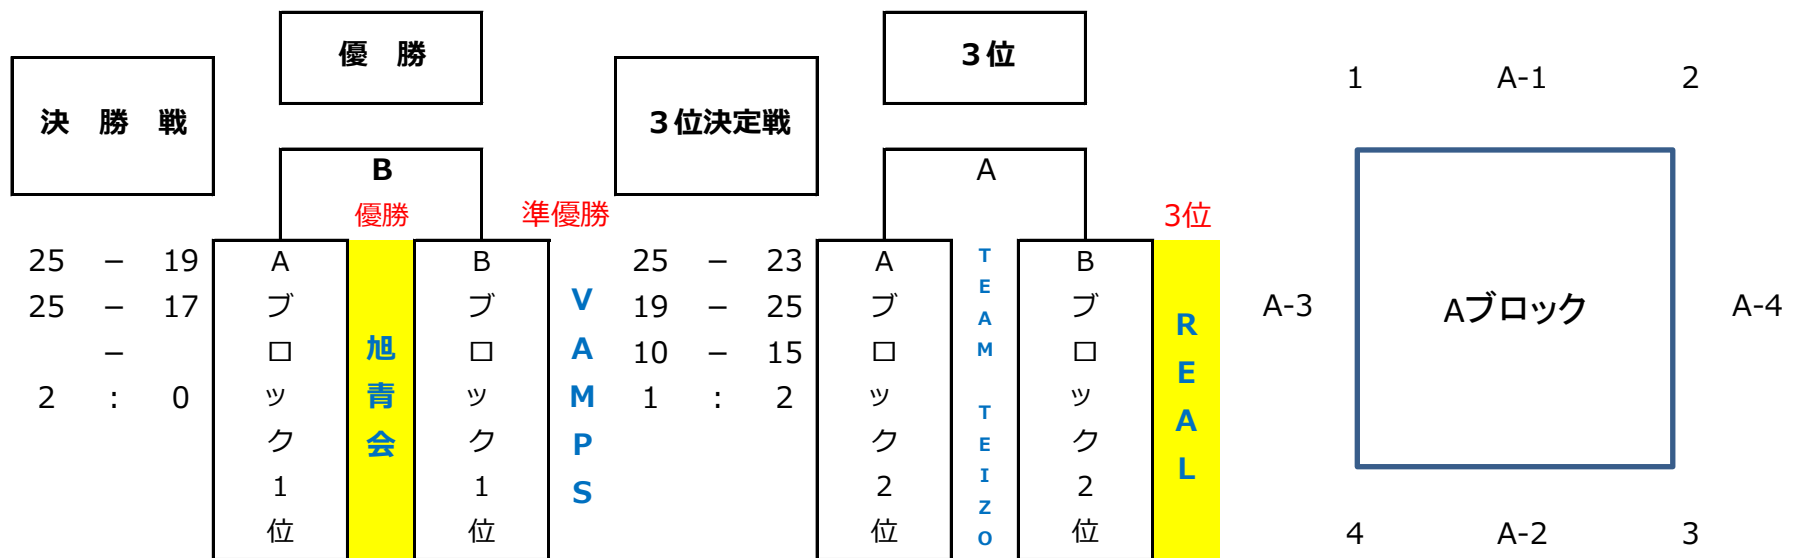 優 勝
決 勝 戦
B
優勝
準優勝
25 － 19
25 － 17
－
2 : 0
Aブロック1位
旭青会
Bブロック1位
VAMPS
3位
3位決定戦
A
3位
25 － 23
19 － 25
10 － 15
1 : 2
Aブロック2位
TEAM TEIZO
Bブロック2位
REAL
1 A-1 2
A-3 Aブロック A-4
4 A-2 3